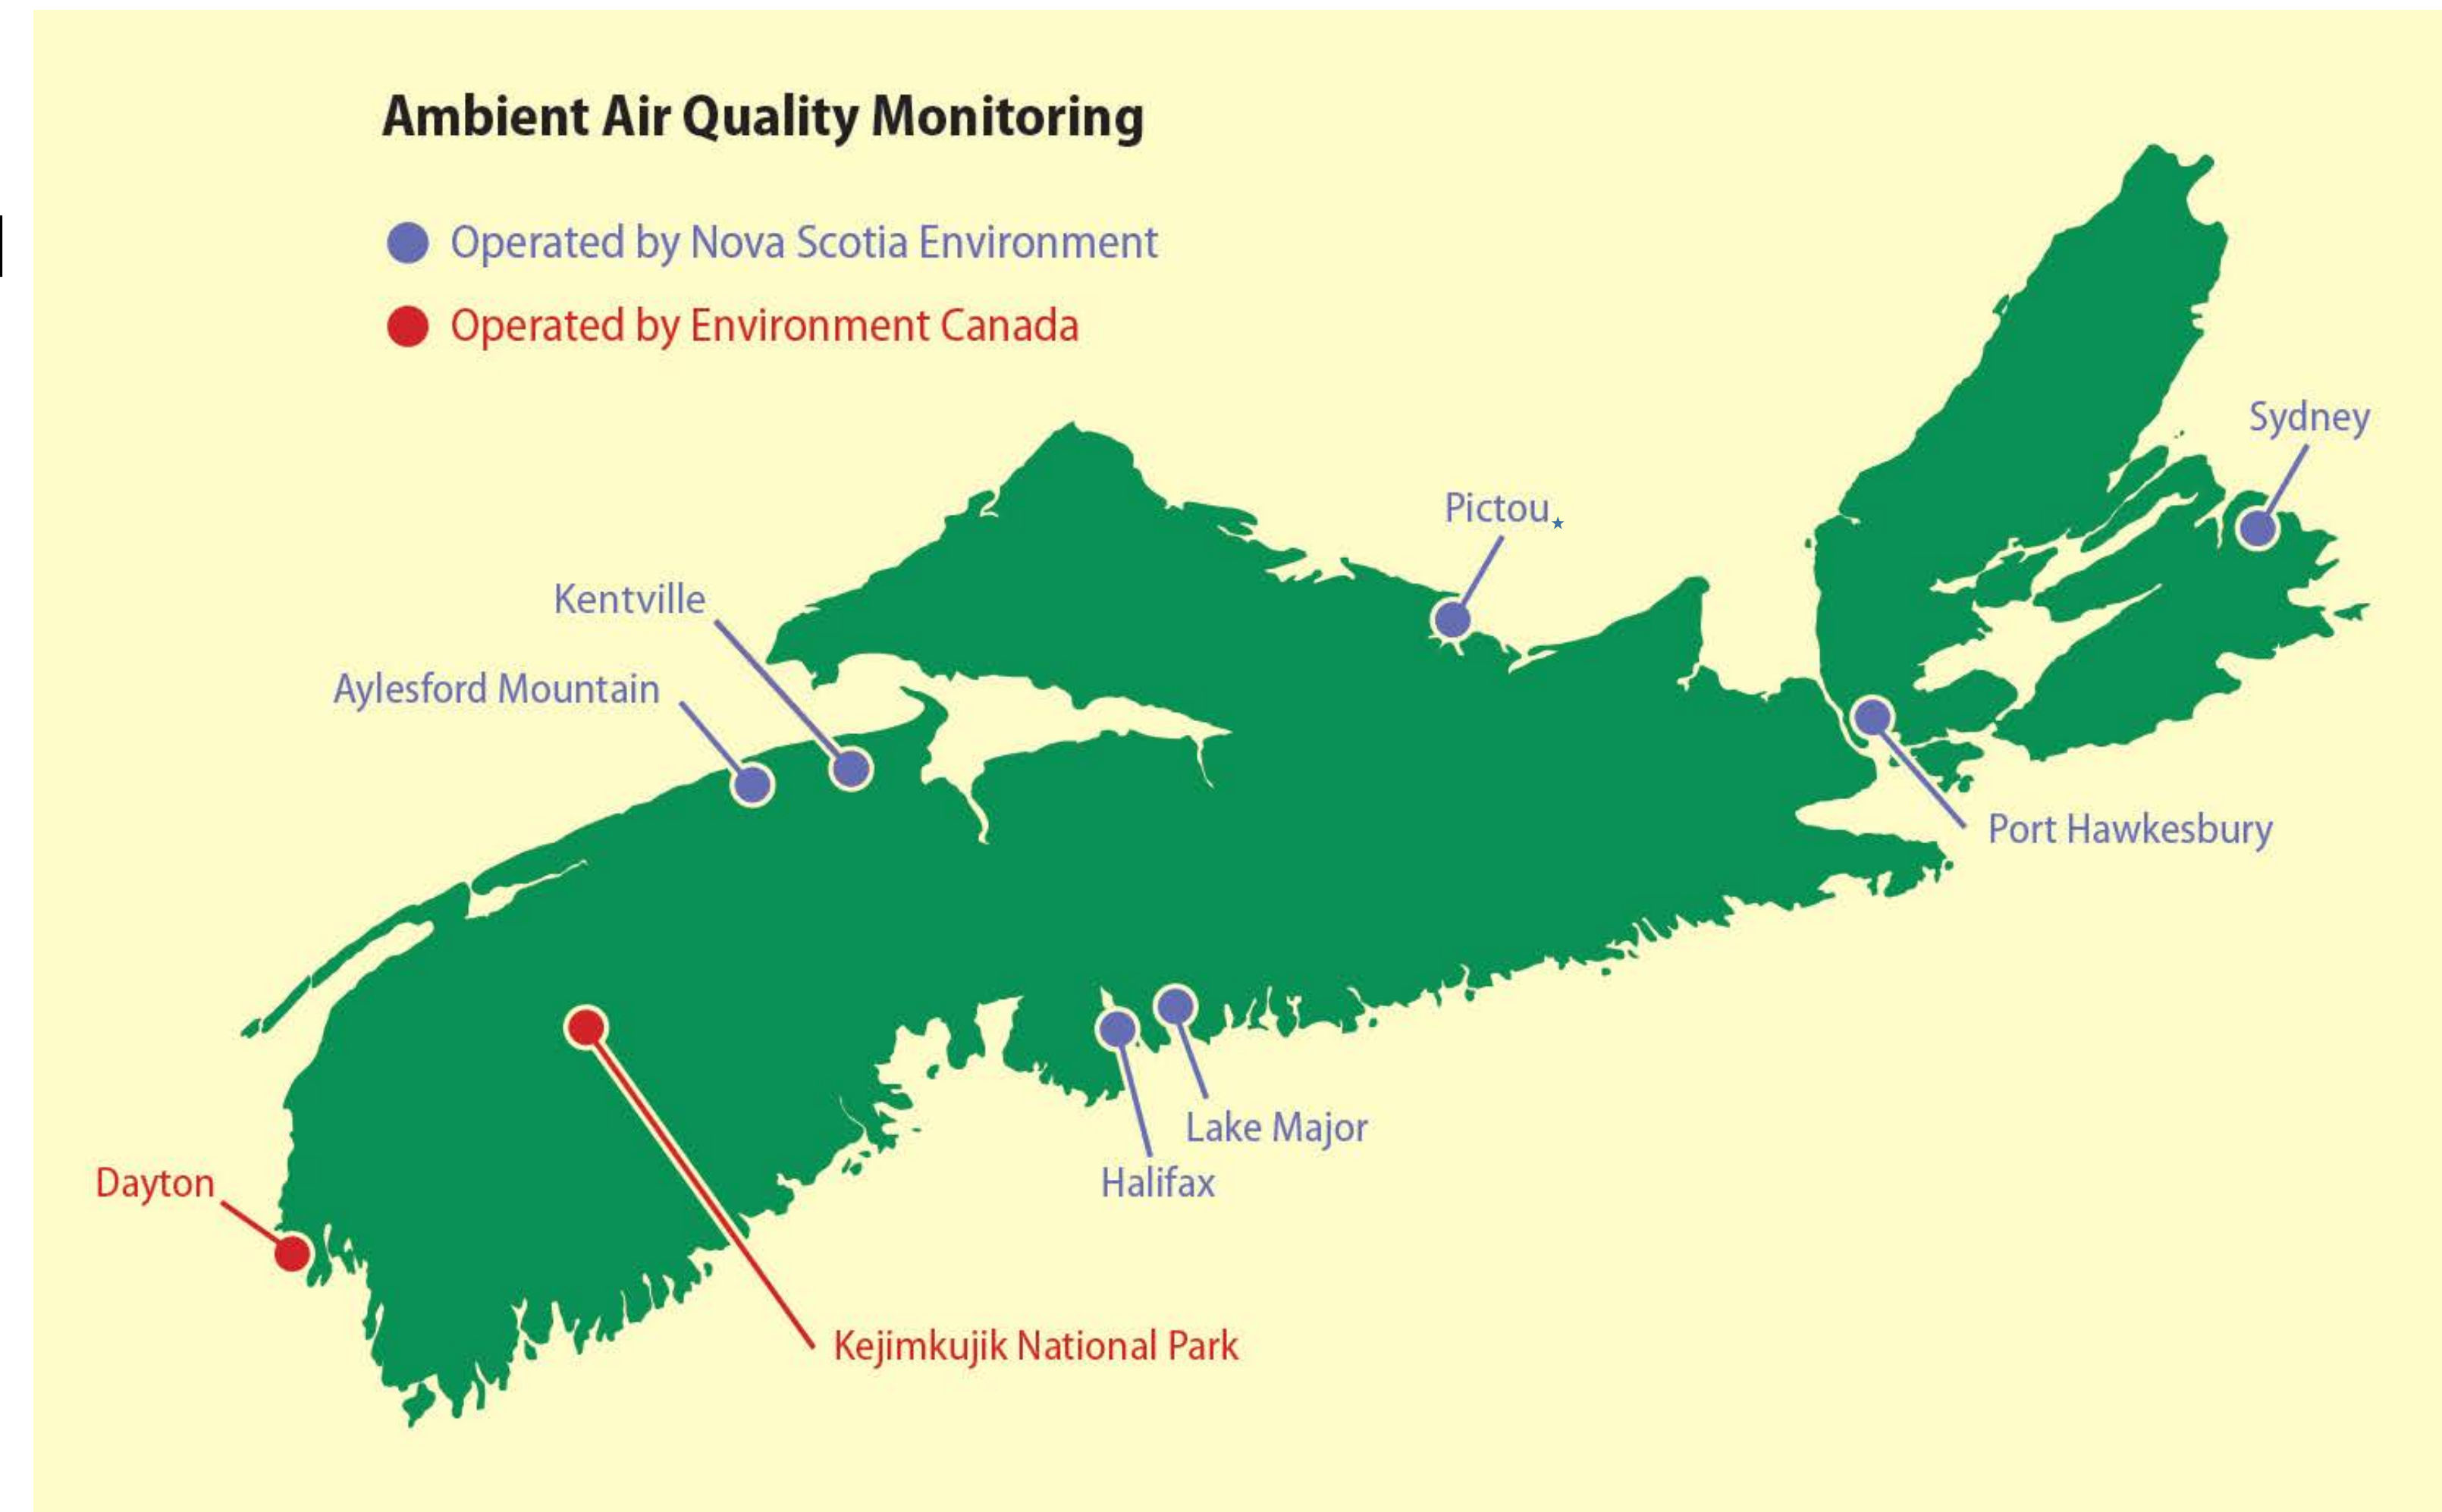 Ambient Air Quality Monitoring
Operated by Nova Scotia Environment
Operated by Environment Canada
Sydney
Pictou
Kentville
Aylesford Mountain
Port Hawkesbury
Lake Major
Halifax
Dayton
Kejimkujik National Park